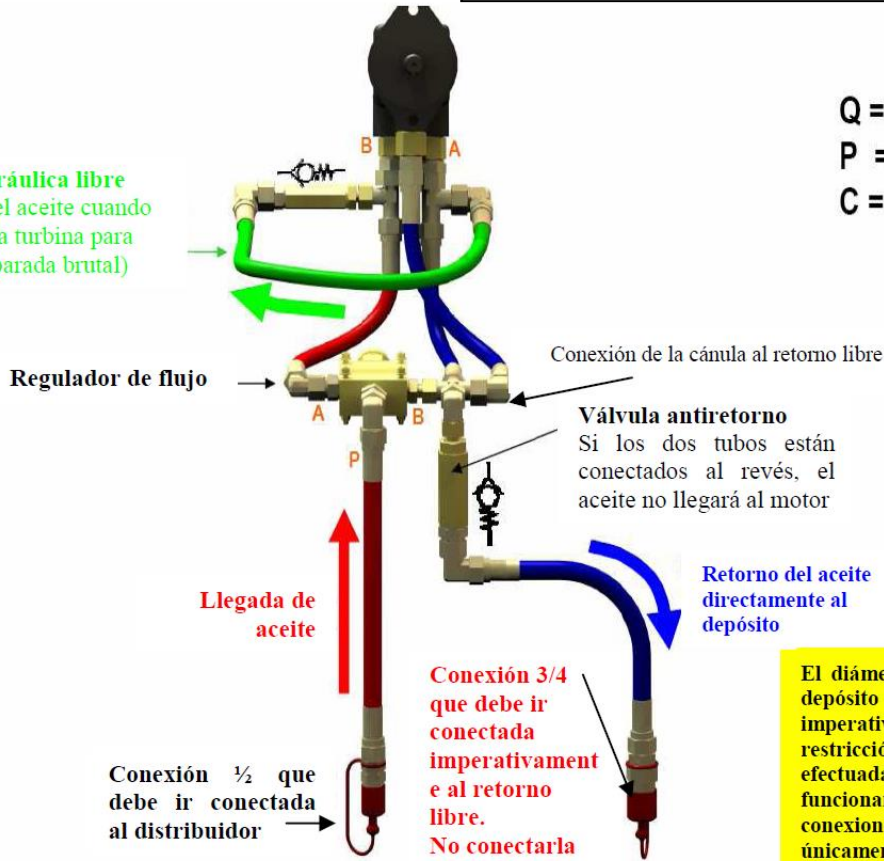 B
A
Q =
P =
C =
ráulica libre
el aceite cuando
a turbina para
parada brutal)
Regulador de flujo
A
B
P
Conexión de la cánula al retorno libre
Válvula antiretorno
Si los dos tubos están
conectados al revés, el
aceite no llegará al motor
Llegada de
aceite
Retorno del aceite
directamente al
depósito
Conexión 3/4
que debe ir
conectada
imperativament
e al retorno
libre.
No conectarla
Conexión ½ que
debe ir conectada
al distribuidor
El diáme
depósito
imperativ
restricció
efectuada
funcionar
conexion
únicamen